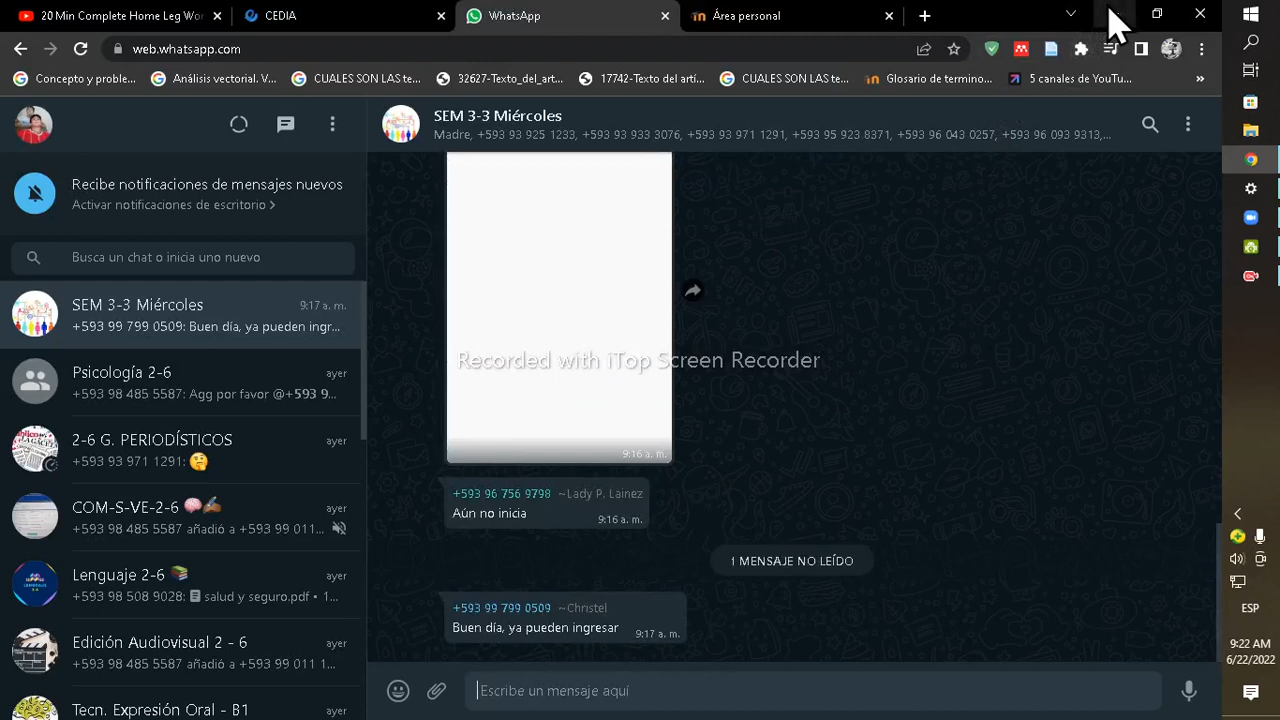 20 Min Complete Home Leg Wor
CEDIA
WhatsApp
Área personal
web.whatsapp.com
Concepto y proble...
Análisis vectorial. V...
CUALES SON LAS te...
32627-Texto_del_art...
17742-Texto del artí...
CUALES SON LAS te...
Glosario de termino...
5 canales de YouTu...
»
SEM 3-3 Miércoles
Madre, +593 93 925 1233, +593 93 933 3076, +593 93 971 1291, +593 95 923 8371, +593 96 043 0257, +593 96 093 9313,...
Recibe notificaciones de mensajes nuevos
Activar notificaciones de escritorio >
Busca un chat o inicia uno nuevo
SEM 3-3 Miércoles
9:17 a. m.
+593 99 799 0509: Buen día, ya pueden ingr...
Psicología 2-6
ayer
+593 98 485 5587: Agg por favor @+593 9...
2-6 G. PERIODÍSTICOS
ayer
+593 93 971 1291: 🤔
COM-S-VE-2-6 🧠✍🏽
ayer
+593 98 485 5587 añadió a +593 99 011...
Lenguaje 2-6 📚
ayer
+593 98 508 9028: salud y seguro.pdf • 1...
Edición Audiovisual 2 - 6
ayer
+593 98 485 5587 añadió a +593 99 011 1...
Tecn. Expresión Oral - B1
ayer
Recorded with iTop Screen Recorder
9:16 a. m.
+593 96 756 9798 ~Lady P. Lainez
Aún no inicia
9:16 a. m.
1 MENSAJE NO LEÍDO
+593 99 799 0509 ~Christel
Buen día, ya pueden ingresar
9:17 a. m.
Escribe un mensaje aquí
ESP
9:22 AM
6/22/2022